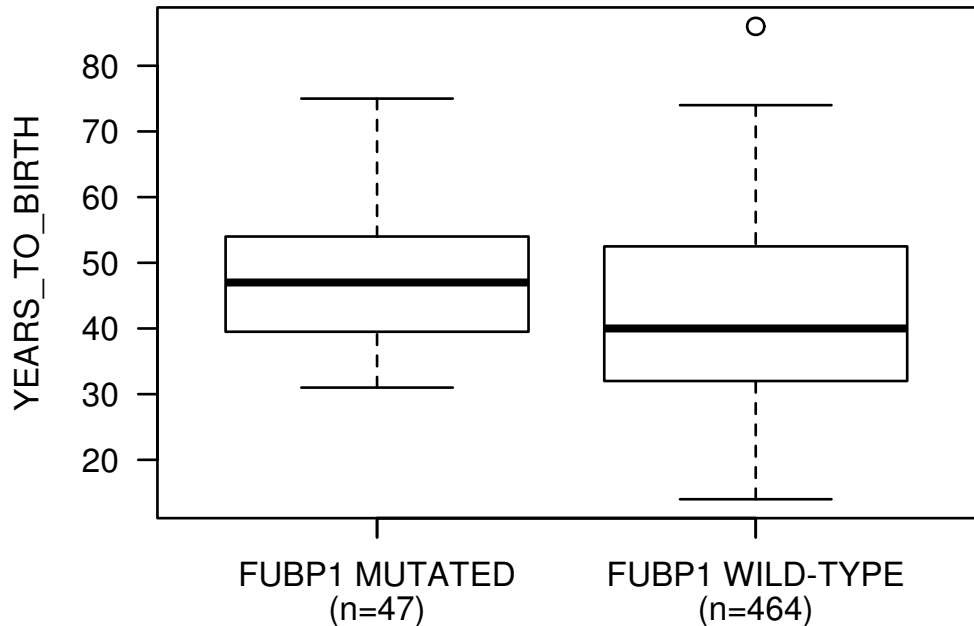 YEARS_TO_BIRTH
80
70
60
50
40
30
20
FUBP1 MUTATED
(n=47)
FUBP1 WILD-TYPE
(n=464)